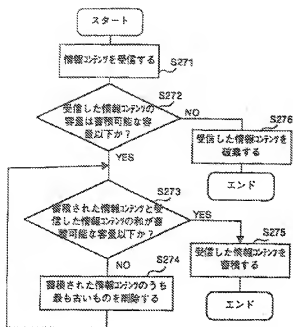 スタート
情報コンテンツを受信する
S271
S272
受信した情報コンテンツの
容量は蓄積可能な容
量以下か?
NO
YES
S276
受信した情報コンテンツを
破棄する
エンド
S273
蓄積された情報コンテンツと受
信した情報コンテンツの和が蓄
積可能な容量以下か?
YES
NO
S275
受信した情報コンテンツを
蓄積する
エンド
S274
蓄積された情報コンテンツのうち
最も古いものを削除する